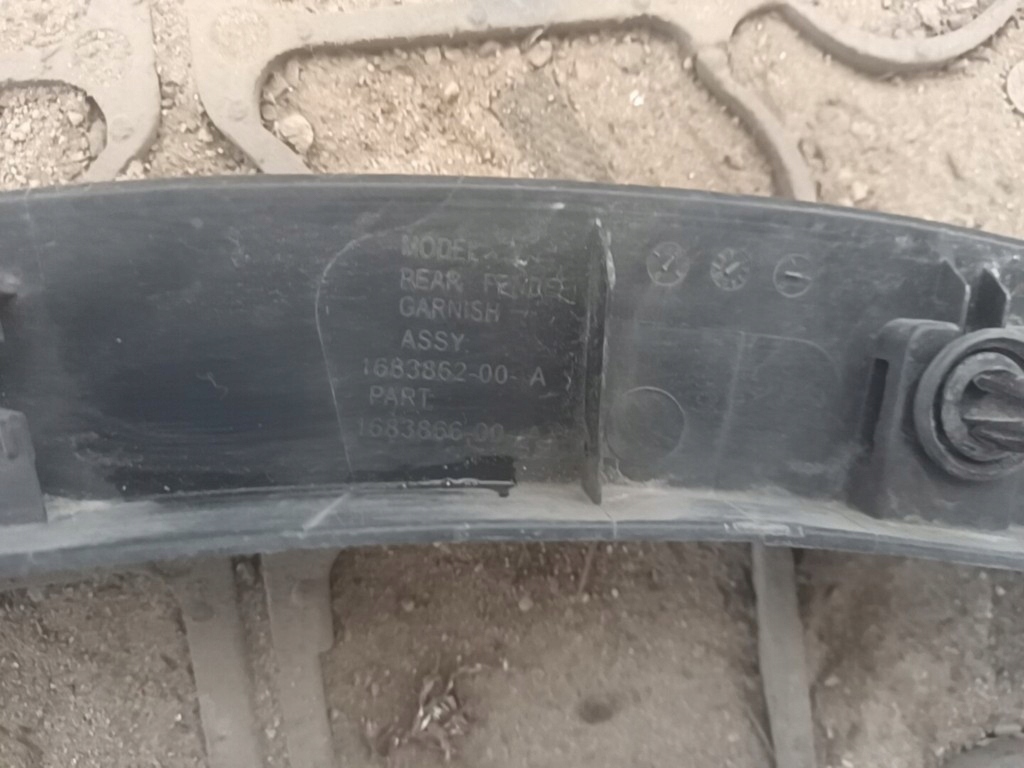 MODEL
REAR FENDER
GARNISH
ASSY.
1683862-00- A
PART:
1683866-00